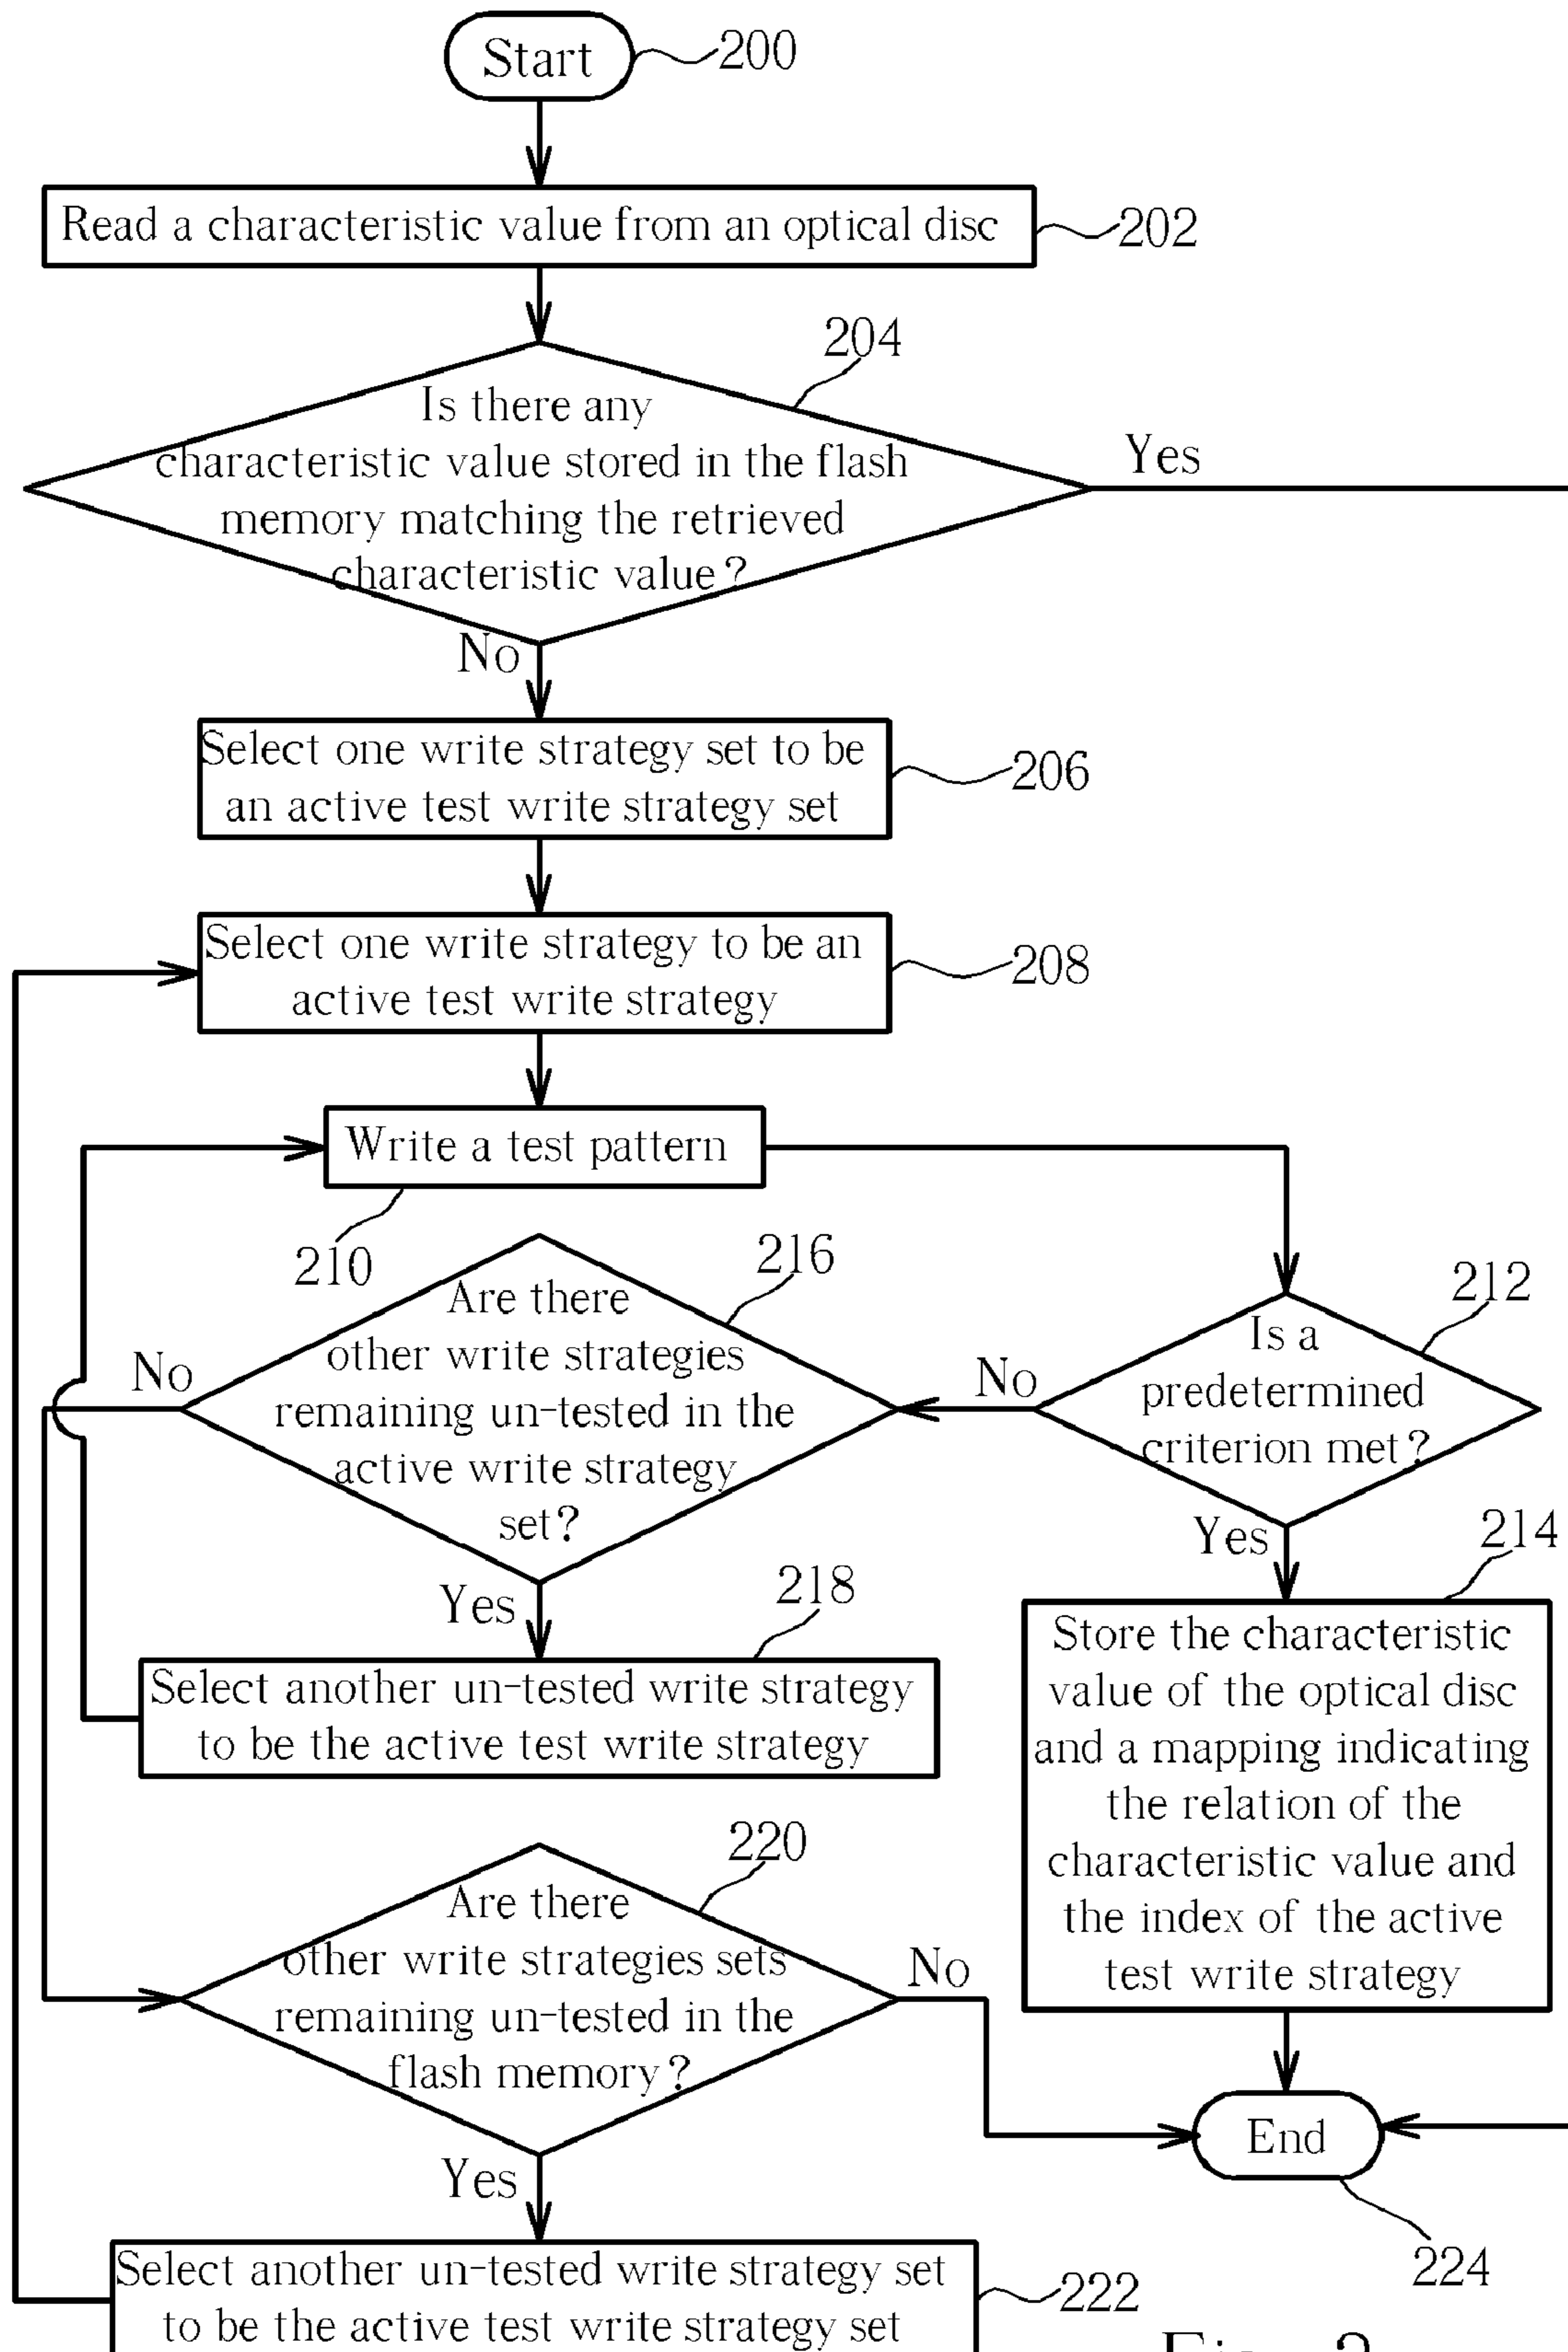 Start
200
Read a characteristic value from an optical disc
202
204
Is there any
characteristic value stored in the flash
memory matching the retrieved
characteristic value?
Yes
No
Select one write strategy set to be
an active test write strategy set
206
Select one write strategy to be an
active test write strategy
208
Write a test pattern
210
216
Are there
other write strategies
remaining un-tested in the
active write strategy
set?
No
No
212
Is a
predetermined
criterion met?
Yes
Yes
218
Select another un-tested write strategy
to be the active test write strategy
214
Store the characteristic
value of the optical disc
and a mapping indicating
the relation of the
characteristic value and
the index of the active
test write strategy
220
Are there
other write strategies sets
remaining un-tested in the
flash memory?
No
Yes
End
224
Select another un-tested write strategy set
to be the active test write strategy set
222